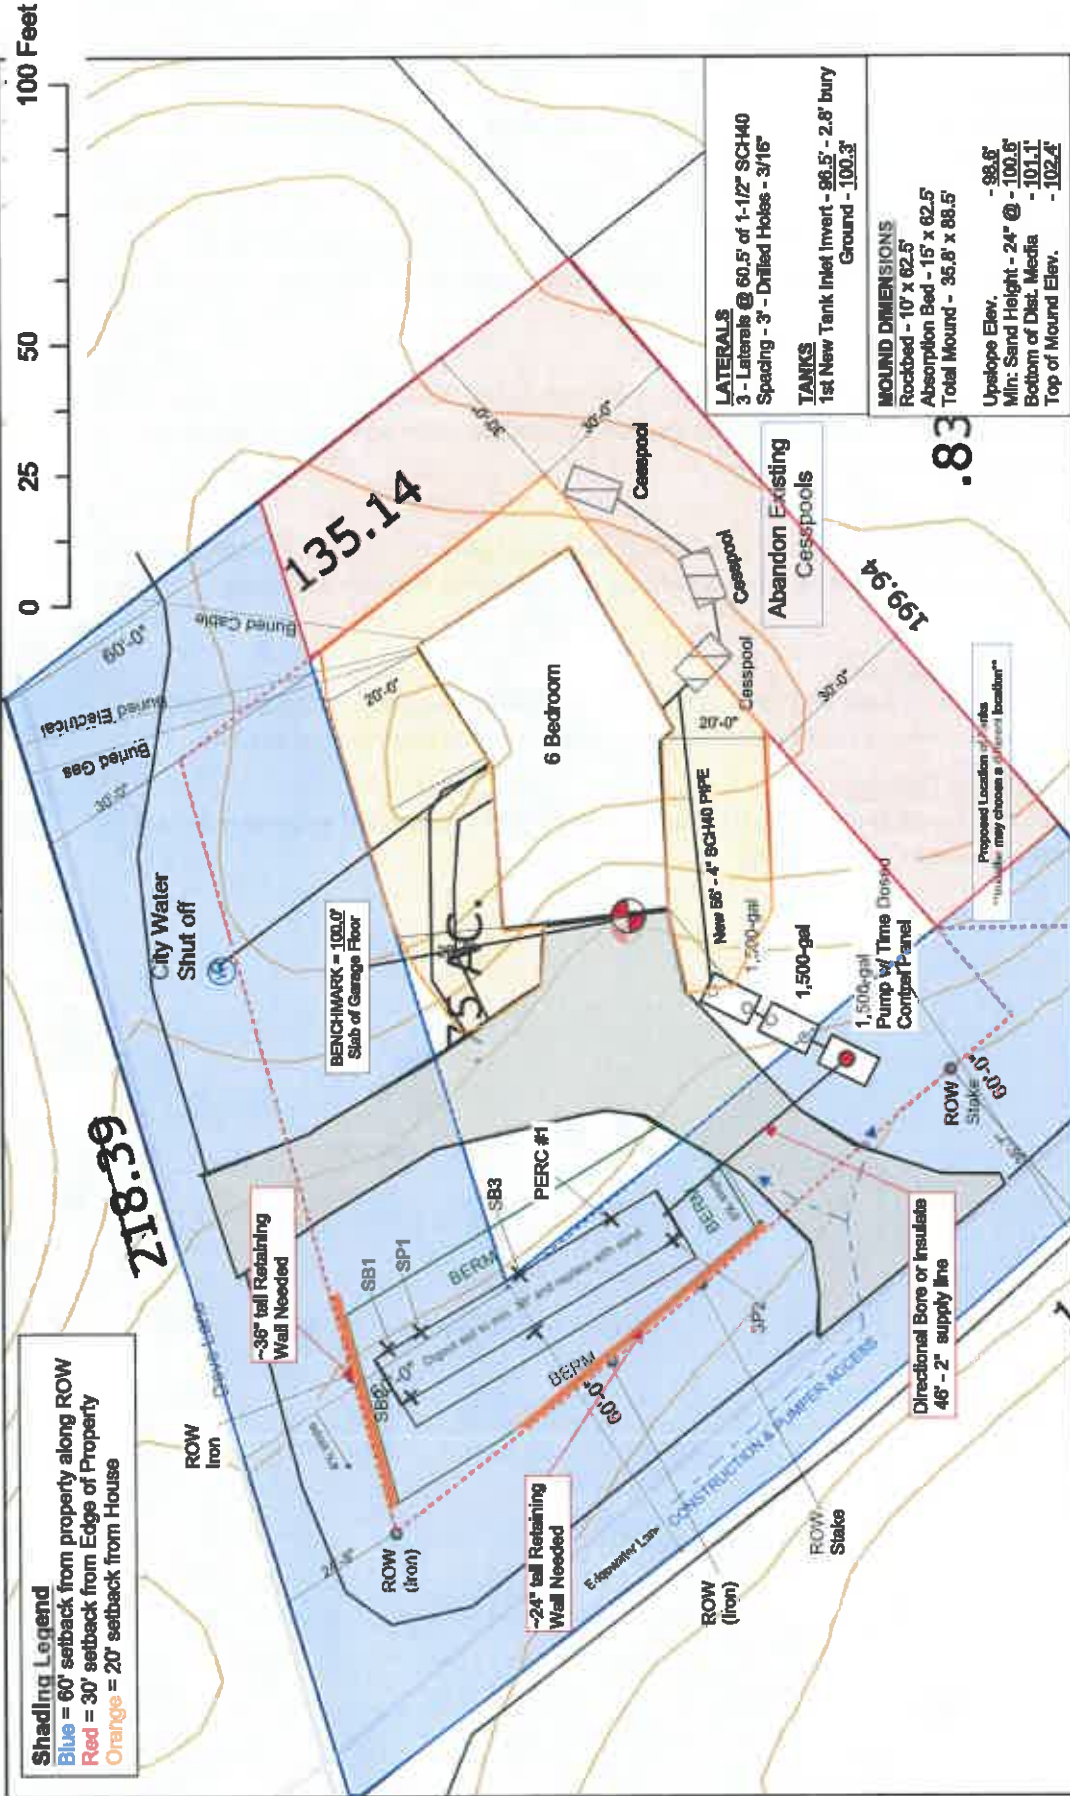 Shading Legend
Blue = 60' setback from property along ROW
Red = 30' setback from Edge of Property
Orange = 20' setback from House
0 25 50 100 Feet
218.39
135.14
199.94
.83
75 AC.
City Water
Shut off
Buried Gas
Buried Electrical
Buried Cable
60'-0"
30'-0"
20'-0"
30'-0"
30'-0"
30'-0"
20'-0"
BENCHMARK = 100.0'
Slab of Garage Floor
6 Bedroom
Cesspool
Cesspool
Cesspool
Abandon Existing
Cesspools
New 56' - 4" SCH40 PIPE
1,500-gal
1,500-gal
1,500-gal
Pump w/ Time Dosed
Control Panel
Proposed Location of
may choose a different location**
ROW
Stake
60'-0"
ROW
Iron
~36" tall Retaining
Wall Needed
SB1
SP1
SB3
PERC #1
BERM
BERM
BERM
SP2
60'-0"
ROW
(Iron)
~24" tall Retaining
Wall Needed
ROW
(Iron)
ROW
Stake
CONSTRUCTION & PUMPER ACCESS
Directional Bore or Insulate
46' - 2" supply line
LATERALS
3 - Laterals @ 60.5' of 1-1/2" SCH40
Spacing - 3' - Drilled Holes - 3/16"
TANKS
1st New Tank Inlet Invert - 96.5' - 2.8' bury
Ground - 100.3'
MOUND DIMENSIONS
Rockbed - 10' x 62.5'
Absorption Bed - 15' x 62.5'
Total Mound - 35.8' x 88.5'
Upslope Elev. - 98.6'
Min: Sand Height - 24" @ - 100.6'
Bottom of Dist. Media - 101.1'
Top of Mound Elev. - 102.4'